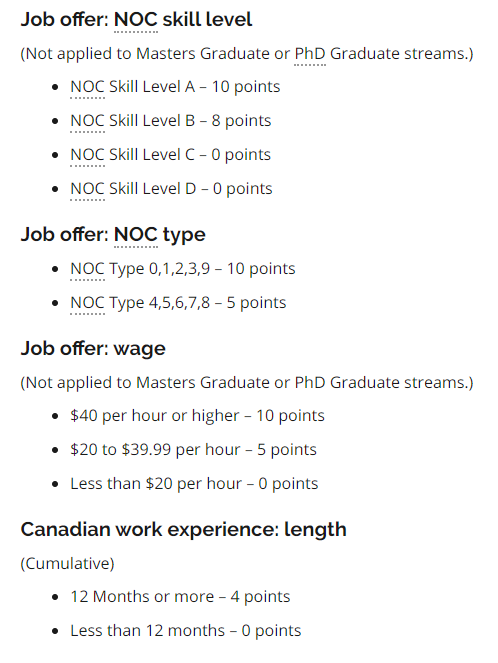 Job offer: NOC skill level
(Not applied to Masters Graduate or PhD Graduate streams.)
• NOC Skill Level A – 10 points
• NOC Skill Level B – 8 points
• NOC Skill Level C – 0 points
• NOC Skill Level D – 0 points
Job offer: NOC type
• NOC Type 0,1,2,3,9 – 10 points
• NOC Type 4,5,6,7,8 – 5 points
Job offer: wage
(Not applied to Masters Graduate or PhD Graduate streams.)
• $40 per hour or higher – 10 points
• $20 to $39.99 per hour – 5 points
• Less than $20 per hour – 0 points
Canadian work experience: length
(Cumulative)
• 12 Months or more – 4 points
• Less than 12 months – 0 points